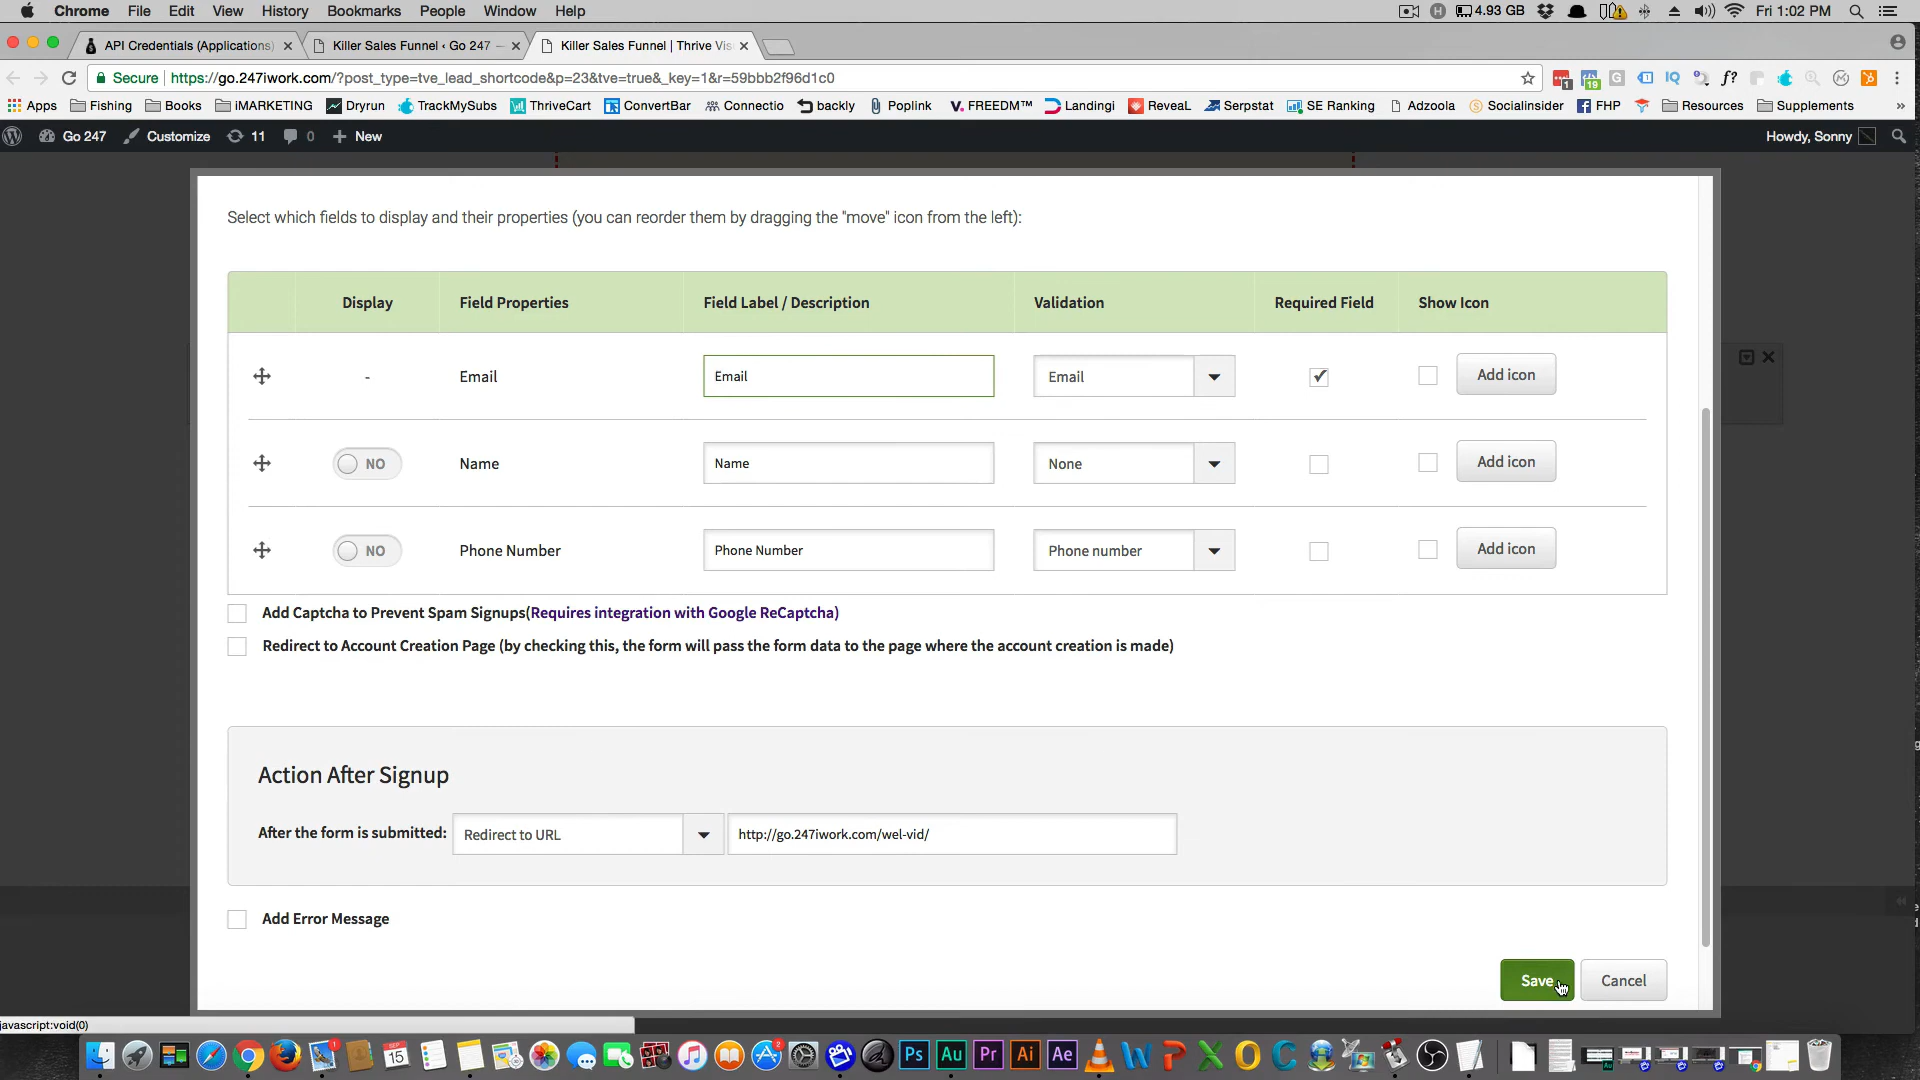 Chrome File Edit View History Bookmarks People Window Help 4.93 GB Fri 1:02 PM
API Credentials (Applications) Killer Sales Funnel ‹ Go 247 — Killer Sales Funnel | Thrive Vis
Secure https://go.247iwork.com/?post_type=tve_lead_shortcode&p=23&tve=true&_key=1&r=59bbb2f96d1c0
Apps Fishing Books iMARKETING Dryrun TrackMySubs ThriveCart ConvertBar Connectio backly Poplink V. FREEDM™ Landingi ReveaL Serpstat SE Ranking Adzoola Socialinsider FHP Resources Supplements »
Go 247 Customize 11 0 New Howdy, Sonny
Select which fields to display and their properties (you can reorder them by dragging the "move" icon from the left):
Display Field Properties Field Label / Description Validation Required Field Show Icon
- Email Email Email Add icon
NO Name Name None Add icon
NO Phone Number Phone Number Phone number Add icon
Add Captcha to Prevent Spam Signups(Requires integration with Google ReCaptcha)
Redirect to Account Creation Page (by checking this, the form will pass the form data to the page where the account creation is made)
Action After Signup
After the form is submitted: Redirect to URL http://go.247iwork.com/wel-vid/
Add Error Message
Save Cancel
javascript:void(0)
SEP
15
Ps Au Pr Ai Ae